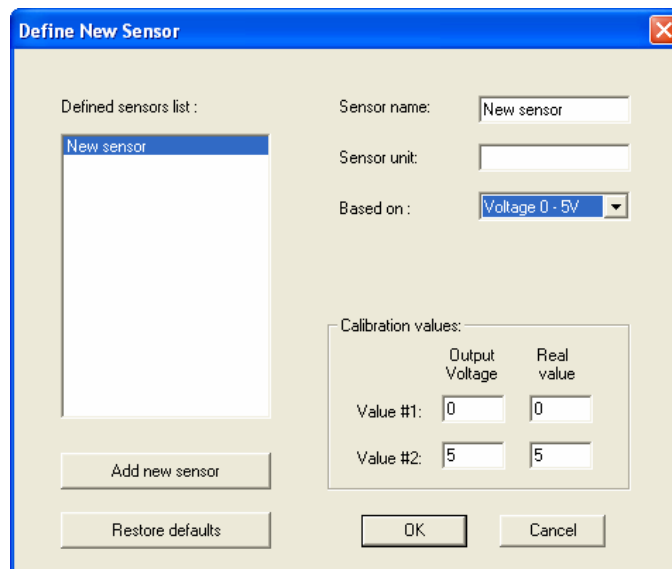 Define New Sensor
Defined sensors list :
New sensor
Add new sensor
Restore defaults
Sensor name: New sensor
Sensor unit:
Based on : Voltage 0 - 5V
Calibration values:
Output Voltage Real value
Value #1: 0 0
Value #2: 5 5
OK Cancel